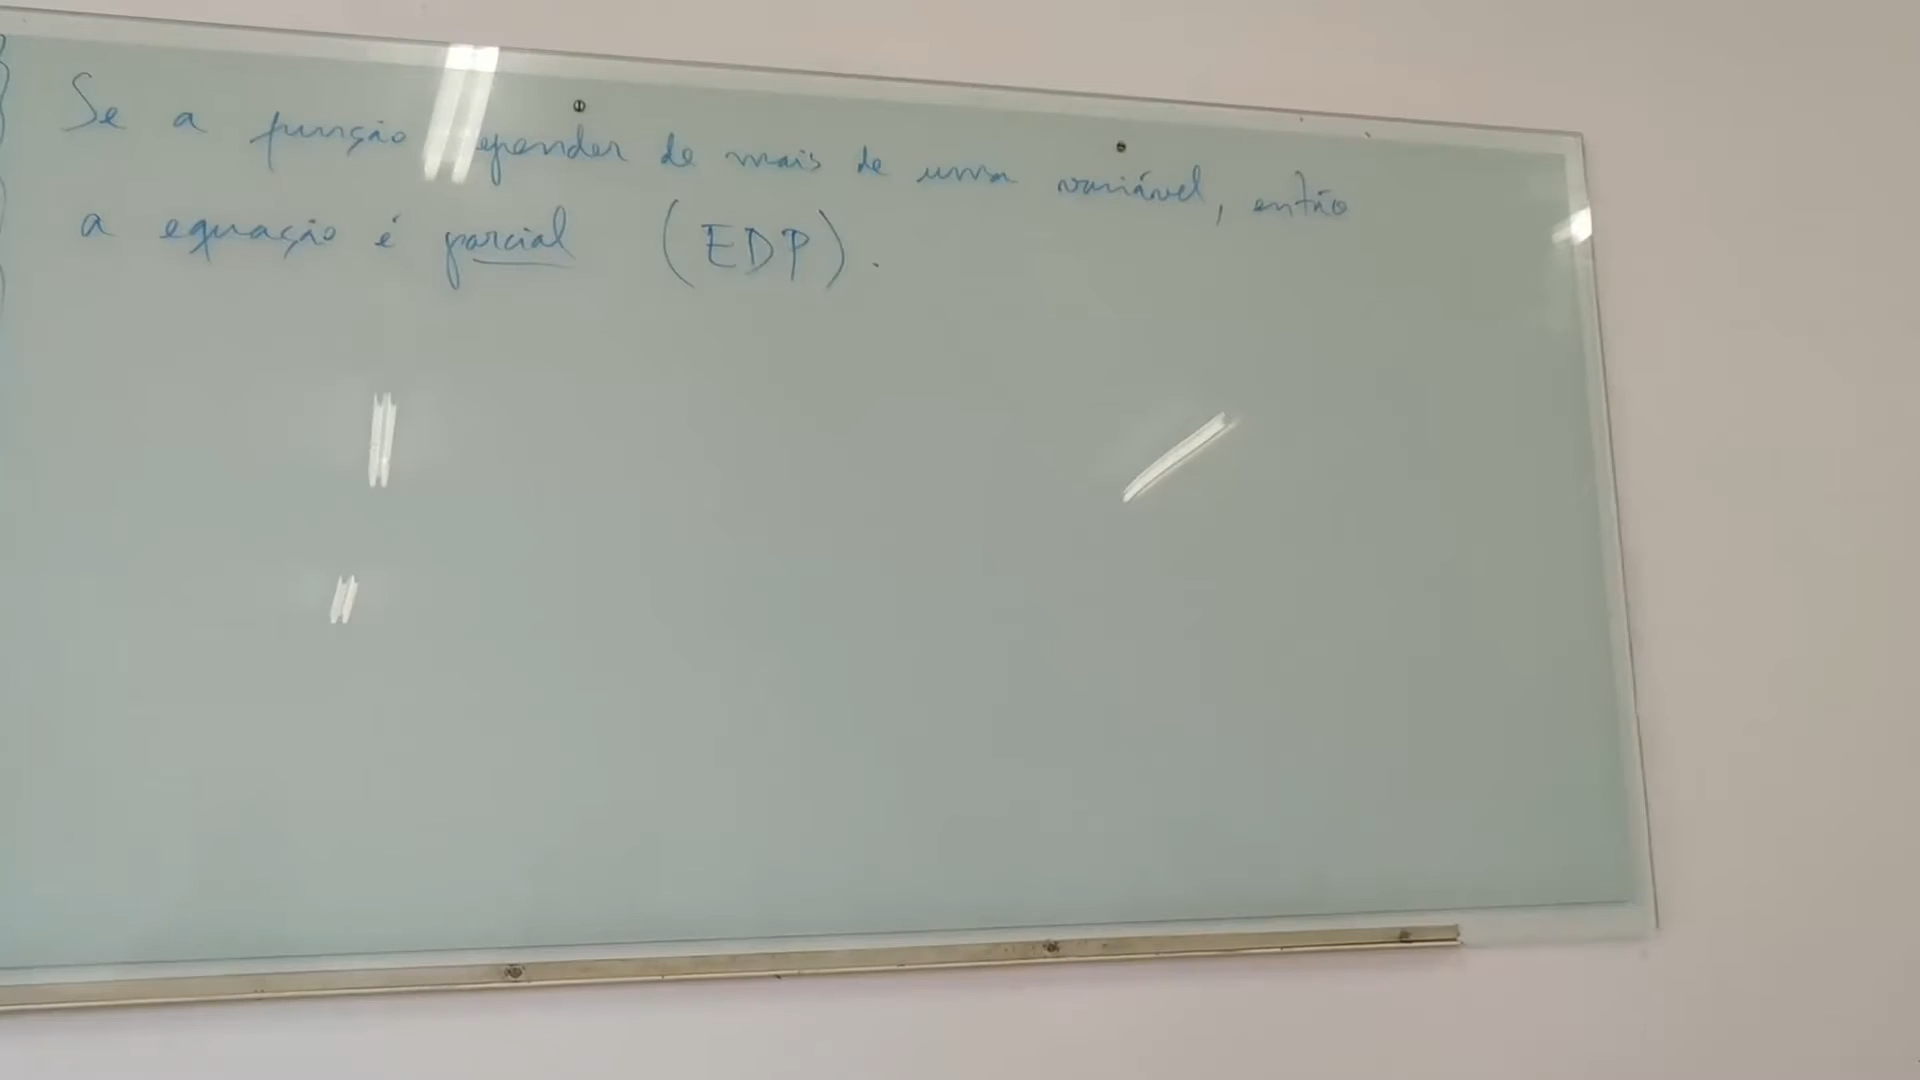 Se a função depender de mais de uma variável, então
a equação é parcial (EDP).